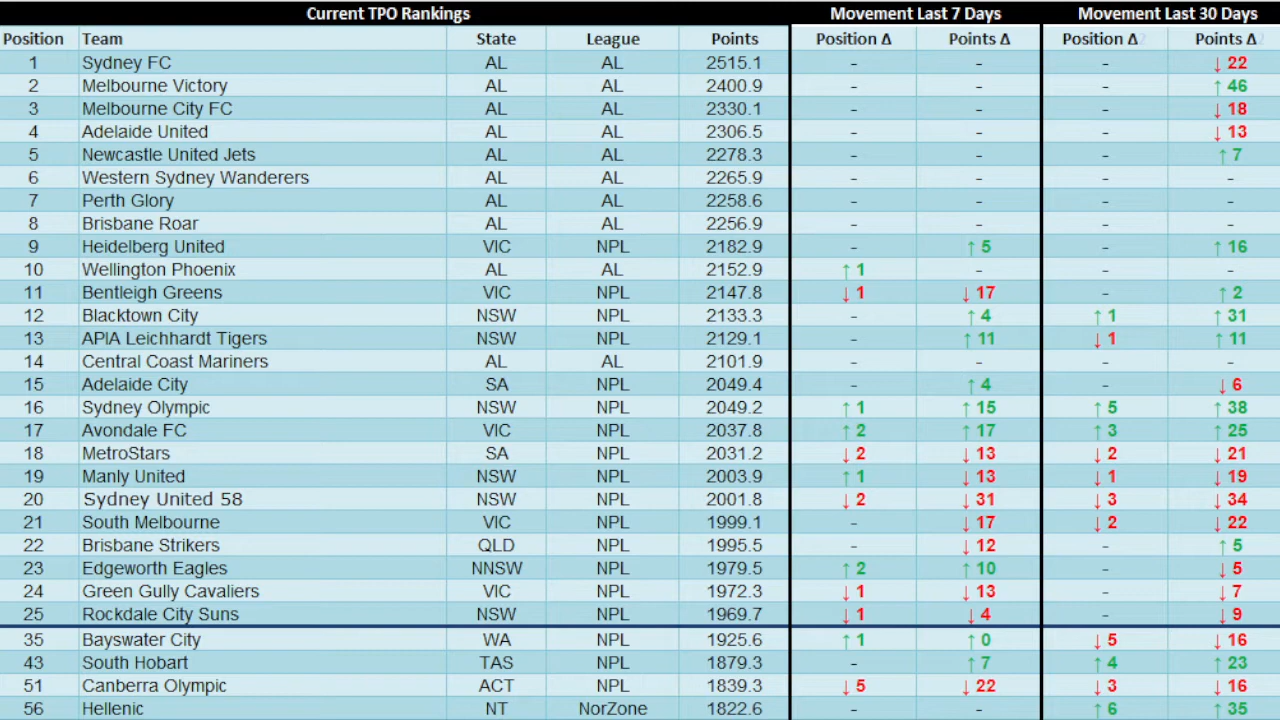 Current TPO Rankings Movement Last 7 Days Movement Last 30 Days
Position Team State League Points Position Δ Points Δ Position Δ Points Δ
1 Sydney FC AL AL 2515.1 - - - ↓ 22
2 Melbourne Victory AL AL 2400.9 - - - ↑ 46
3 Melbourne City FC AL AL 2330.1 - - - ↓ 18
4 Adelaide United AL AL 2306.5 - - - ↓ 13
5 Newcastle United Jets AL AL 2278.3 - - - ↑ 7
6 Western Sydney Wanderers AL AL 2265.9 - - - -
7 Perth Glory AL AL 2258.6 - - - -
8 Brisbane Roar AL AL 2256.9 - - - -
9 Heidelberg United VIC NPL 2182.9 - ↑ 5 - ↑ 16
10 Wellington Phoenix AL AL 2152.9 ↑ 1 - - -
11 Bentleigh Greens VIC NPL 2147.8 ↓ 1 ↓ 17 - ↑ 2
12 Blacktown City NSW NPL 2133.3 - ↑ 4 ↑ 1 ↑ 31
13 APIA Leichhardt Tigers NSW NPL 2129.1 - ↑ 11 ↓ 1 ↑ 11
14 Central Coast Mariners AL AL 2101.9 - - - -
15 Adelaide City SA NPL 2049.4 - ↑ 4 - ↓ 6
16 Sydney Olympic NSW NPL 2049.2 ↑ 1 ↑ 15 ↑ 5 ↑ 38
17 Avondale FC VIC NPL 2037.8 ↑ 2 ↑ 17 ↑ 3 ↑ 25
18 MetroStars SA NPL 2031.2 ↓ 2 ↓ 13 ↓ 2 ↓ 21
19 Manly United NSW NPL 2003.9 ↑ 1 ↓ 13 ↓ 1 ↓ 19
20 Sydney United 58 NSW NPL 2001.8 ↓ 2 ↓ 31 ↓ 3 ↓ 34
21 South Melbourne VIC NPL 1999.1 - ↓ 17 ↓ 2 ↓ 22
22 Brisbane Strikers QLD NPL 1995.5 - ↓ 12 - ↑ 5
23 Edgeworth Eagles NNSW NPL 1979.5 ↑ 2 ↑ 10 - ↓ 5
24 Green Gully Cavaliers VIC NPL 1972.3 ↓ 1 ↓ 13 - ↓ 7
25 Rockdale City Suns NSW NPL 1969.7 ↓ 1 ↓ 4 - ↓ 9
35 Bayswater City WA NPL 1925.6 ↑ 1 ↑ 0 ↓ 5 ↓ 16
43 South Hobart TAS NPL 1879.3 - ↑ 7 ↑ 4 ↑ 23
51 Canberra Olympic ACT NPL 1839.3 ↓ 5 ↓ 22 ↓ 3 ↓ 16
56 Hellenic NT NorZone 1822.6 - - ↑ 6 ↑ 35